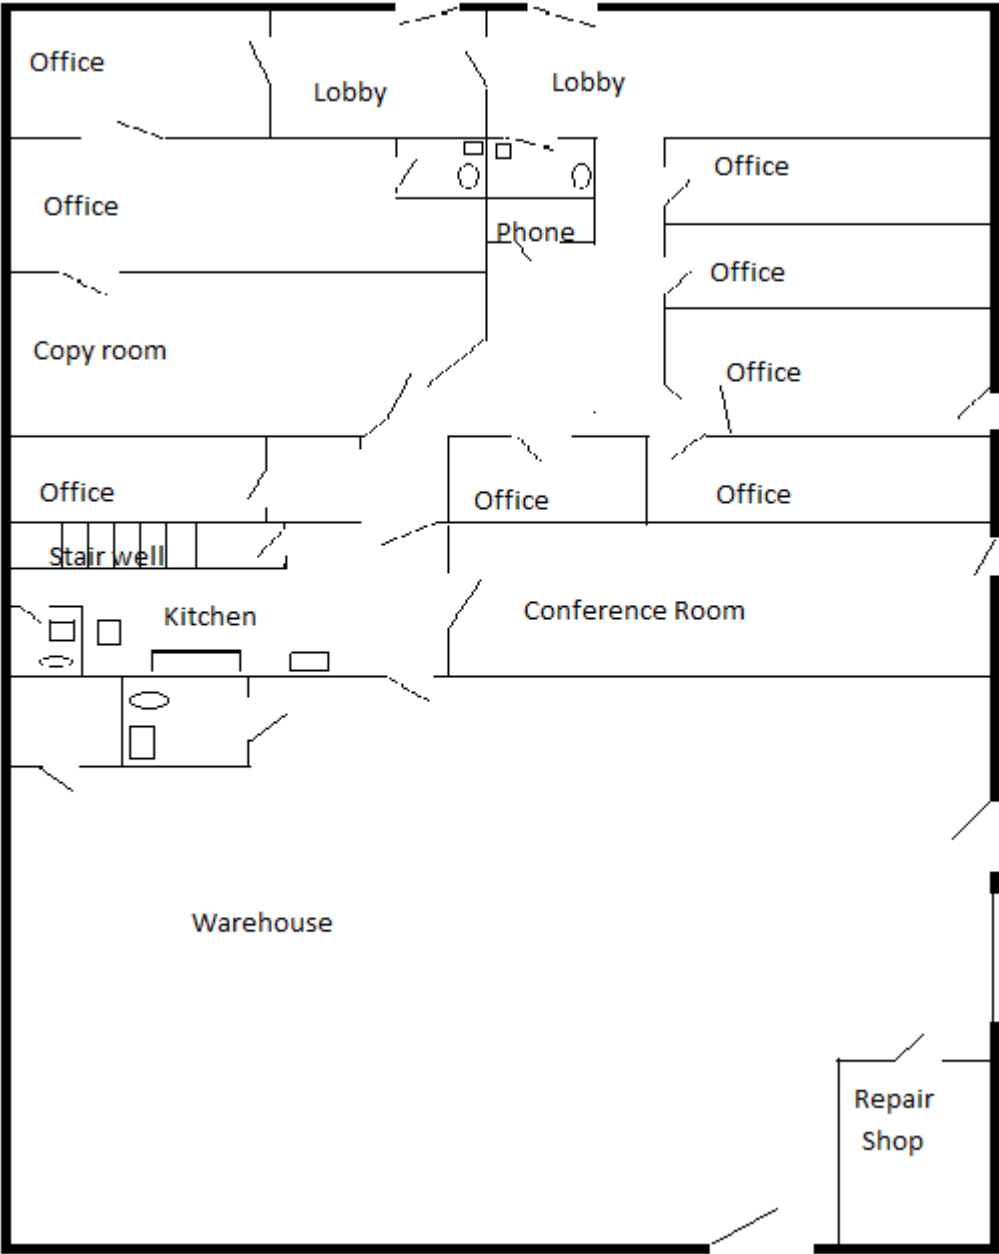 Office
Lobby
Lobby
Office
Office
Phone
Office
Copy room
Office
Office
Office
Office
Stair well
Kitchen
Conference Room
Warehouse
Repair
Shop